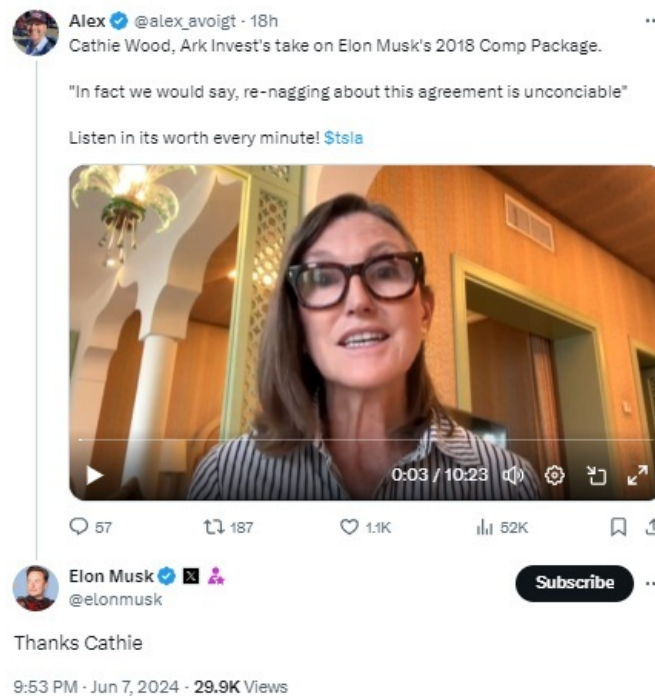 Alex @alex_avoigt · 18h
Cathie Wood, Ark Invest's take on Elon Musk's 2018 Comp Package.
"In fact we would say, re-nagging about this agreement is unconciable"
Listen in its worth every minute! $tsla
0:03 / 10:23
57 187 1.1K 52K
Elon Musk X Subscribe
@elonmusk
Thanks Cathie
9:53 PM · Jun 7, 2024 · 29.9K Views